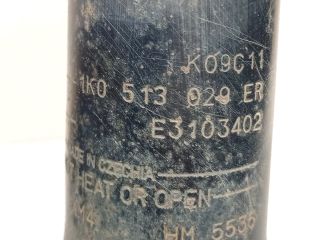 K09C11
1K0 513 029 ER
E3103402
MADE IN CZECHIA
HEAT OR OPEN
HM 5536